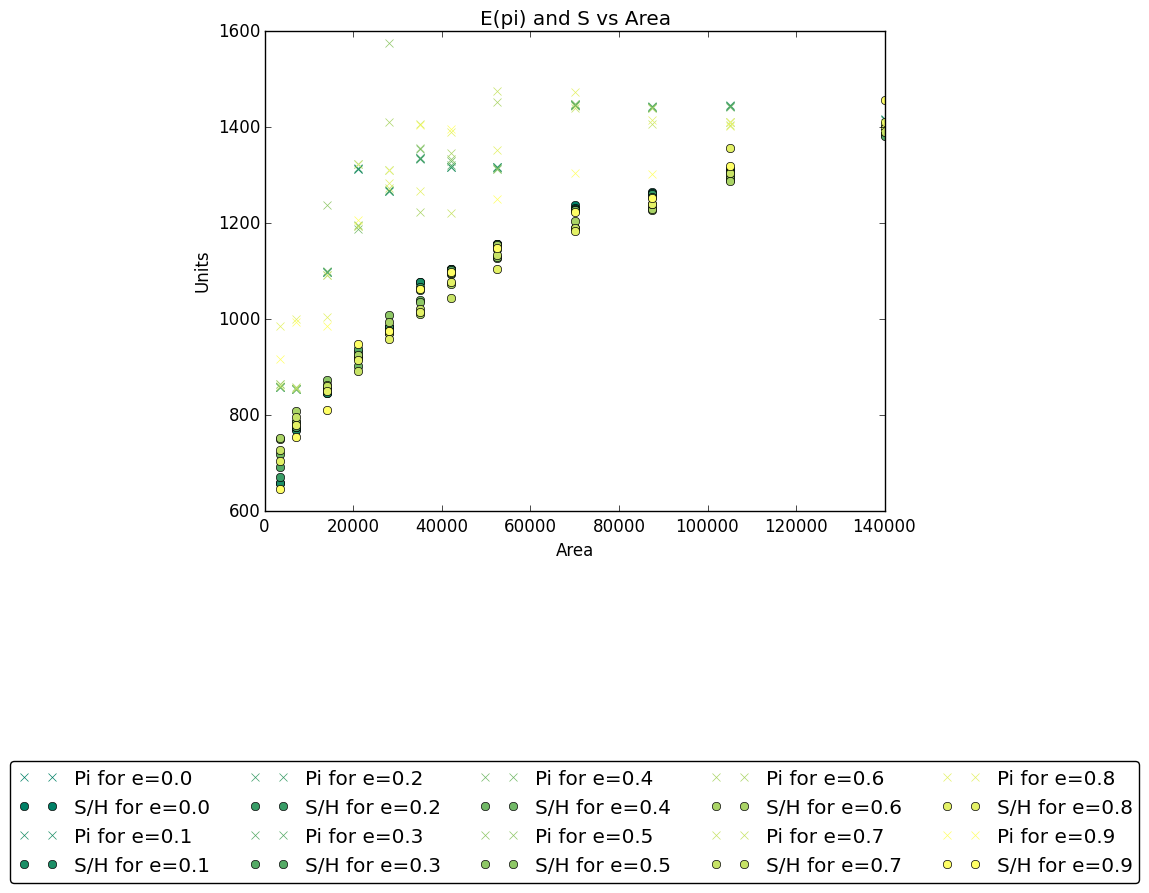 E(pi) and S vs Area
1600
1400
1200
1000
800
600
Units
0 20000 40000 60000 80000 100000 120000 140000
Area
Pi for e=0.0 Pi for e=0.2 Pi for e=0.4 Pi for e=0.6 Pi for e=0.8
S/H for e=0.0 S/H for e=0.2 S/H for e=0.4 S/H for e=0.6 S/H for e=0.8
Pi for e=0.1 Pi for e=0.3 Pi for e=0.5 Pi for e=0.7 Pi for e=0.9
S/H for e=0.1 S/H for e=0.3 S/H for e=0.5 S/H for e=0.7 S/H for e=0.9